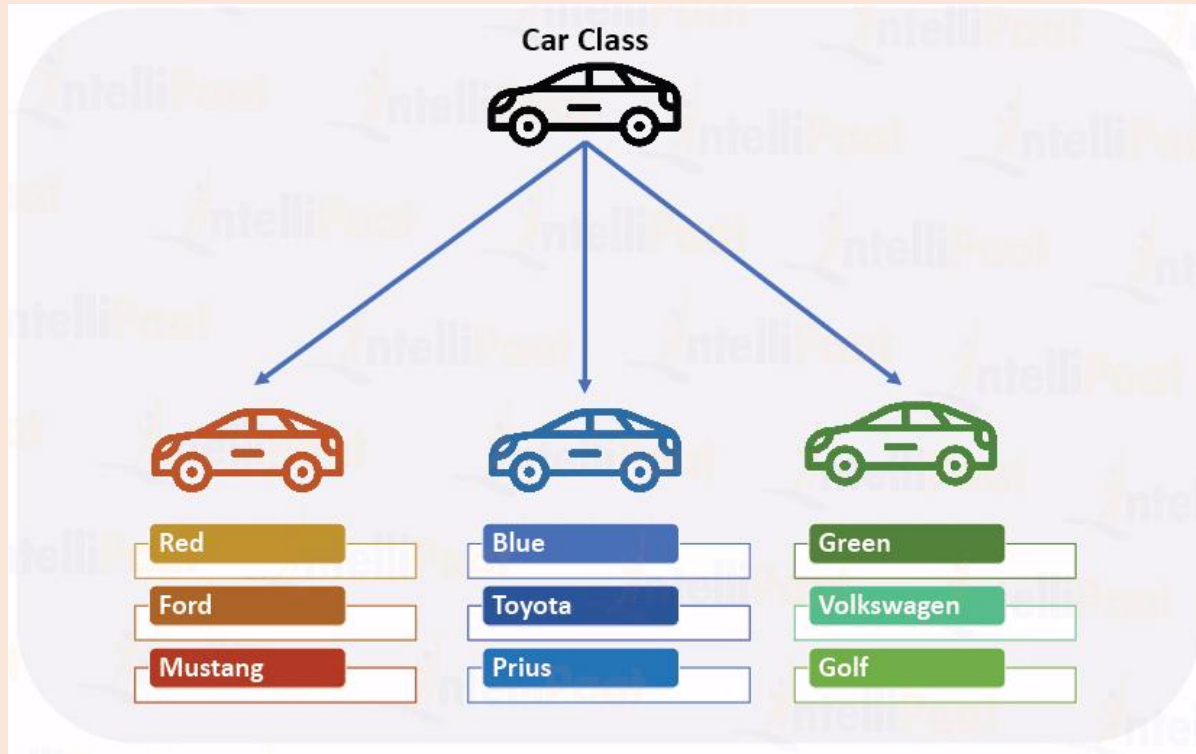 Car Class
Red
Ford
Mustang
Blue
Toyota
Prius
Green
Volkswagen
Golf